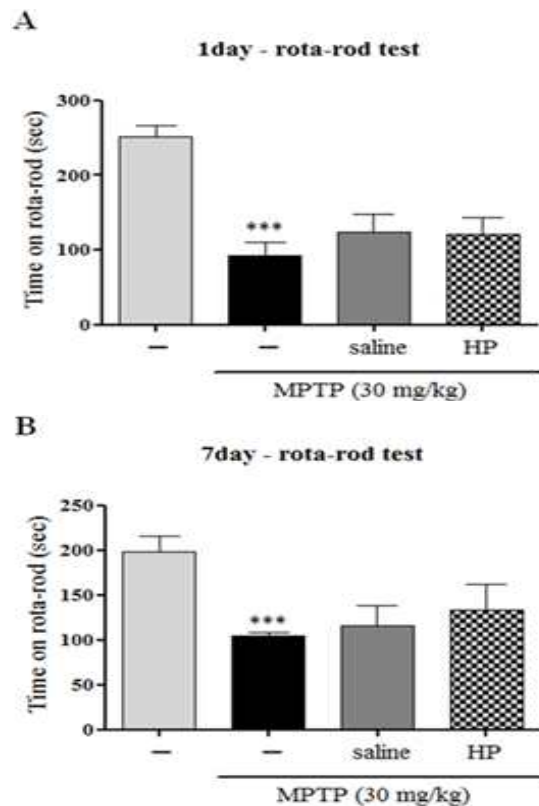 A
1day - rota-rod test
Time on rota-rod (sec)
300
200
100
0
***
– – saline HP
MPTP (30 mg/kg)
B
7day - rota-rod test
Time on rota-rod (sec)
250
200
150
100
50
0
***
– – saline HP
MPTP (30 mg/kg)